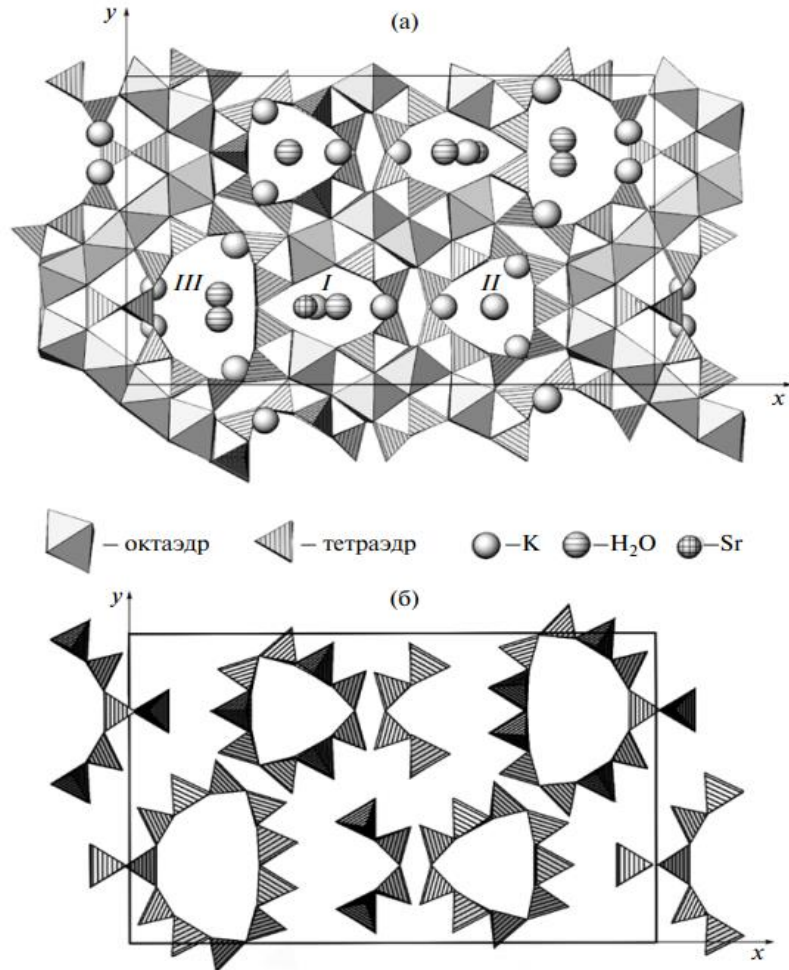 y
(а)
III
I
II
x
– октаэдр
– тетраэдр
–K
–H₂O
–Sr
y
(б)
x